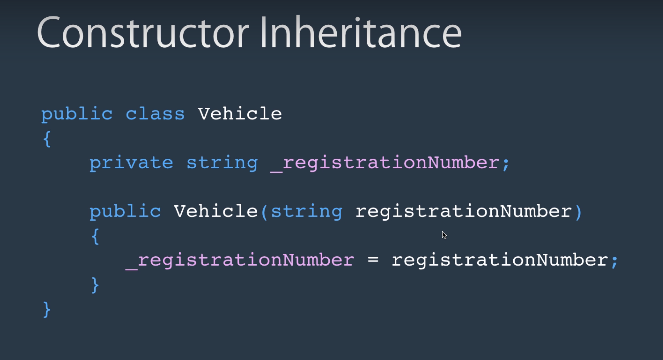 Constructor Inheritance
public class Vehicle
{
private string _registrationNumber;
public Vehicle(string registrationNumber)
{
_registrationNumber = registrationNumber;
}
}